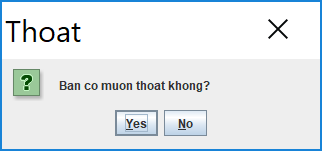 Thoat
Ban co muon thoat khong?
Yes No